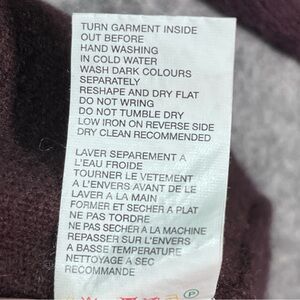 TURN GARMENT INSIDE
OUT BEFORE
HAND WASHING
IN COLD WATER
WASH DARK COLOURS
SEPARATELY
RESHAPE AND DRY FLAT
DO NOT WRING
DO NOT TUMBLE DRY
LOW IRON ON REVERSE SIDE
DRY CLEAN RECOMMENDED
LAVER SEPAREMENT A
L'EAU FROIDE
TOURNER LE VETEMENT
A L'ENVERS AVANT DE LE
LAVER A LA MAIN
FORMER ET SECHER A PLAT
NE PAS TORDRE
NE PAS SECHER A LA MACHINE
REPASSER SUR L'ENVERS
A BASSE TEMPERATURE
NETTOYAGE A SEC
RECOMMANDE
P